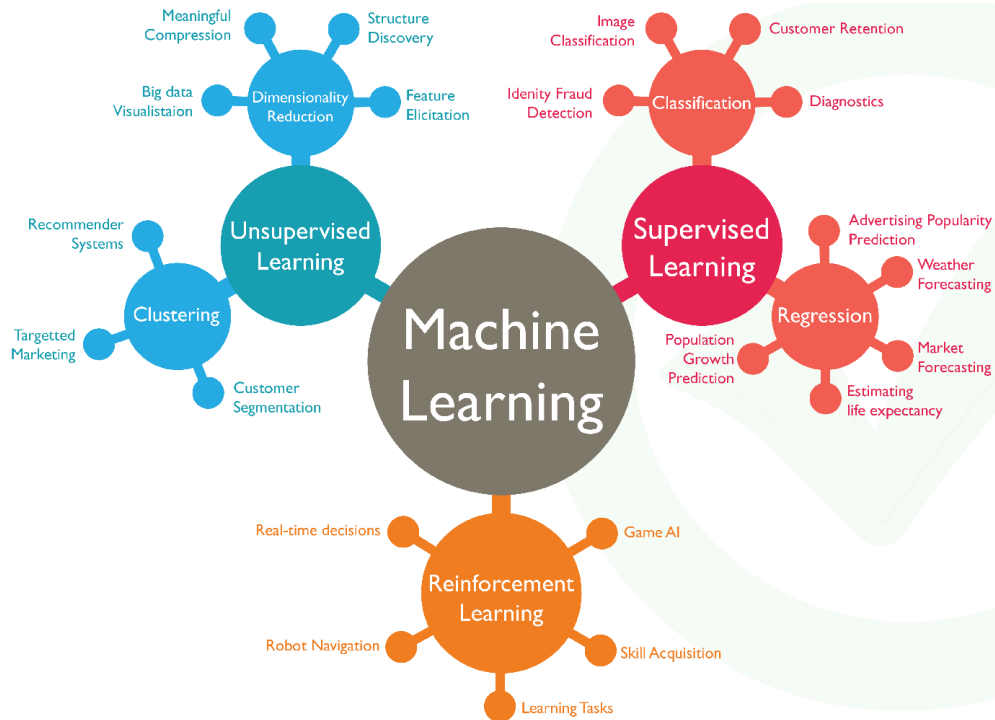 Meaningful
Compression
Structure
Discovery
Big data
Visualistaion
Dimensionality
Reduction
Feature
Elicitation
Image
Classification
Customer Retention
Idenity Fraud
Detection
Classification
Diagnostics
Recommender
Systems
Unsupervised
Learning
Clustering
Targetted
Marketing
Customer
Segmentation
Machine
Learning
Supervised
Learning
Advertising Popularity
Prediction
Weather
Forecasting
Regression
Population
Growth
Prediction
Market
Forecasting
Estimating
life expectancy
Real-time decisions
Game AI
Reinforcement
Learning
Robot Navigation
Skill Acquisition
Learning Tasks